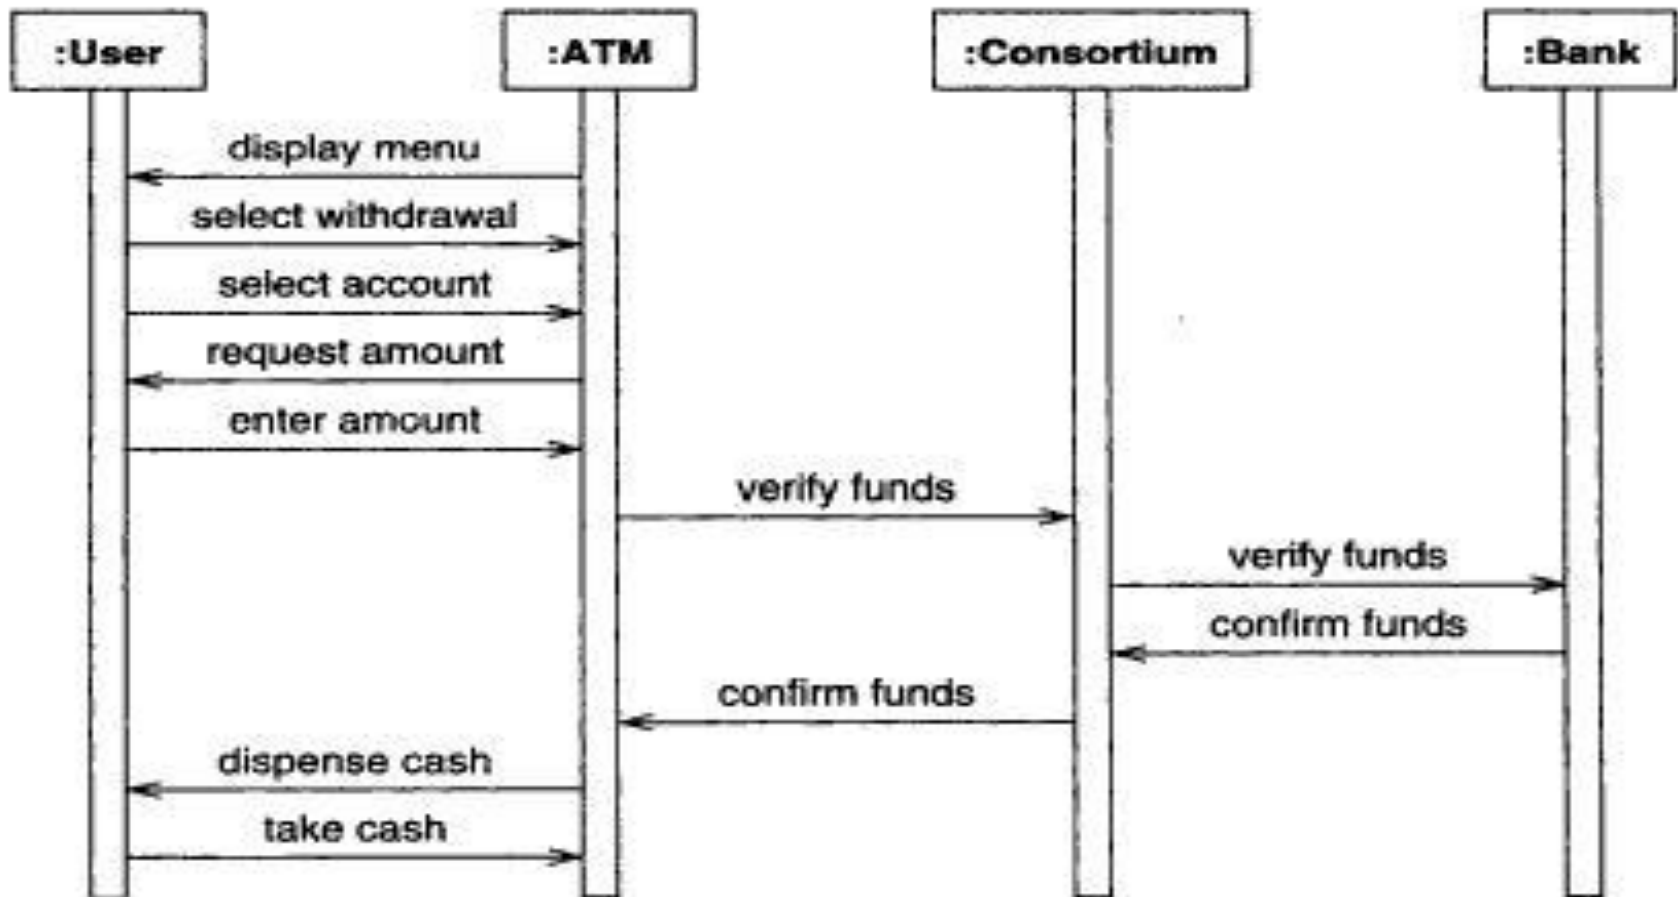 :User
:ATM
:Consortium
:Bank
display menu
select withdrawal
select account
request amount
enter amount
verify funds
verify funds
confirm funds
confirm funds
dispense cash
take cash